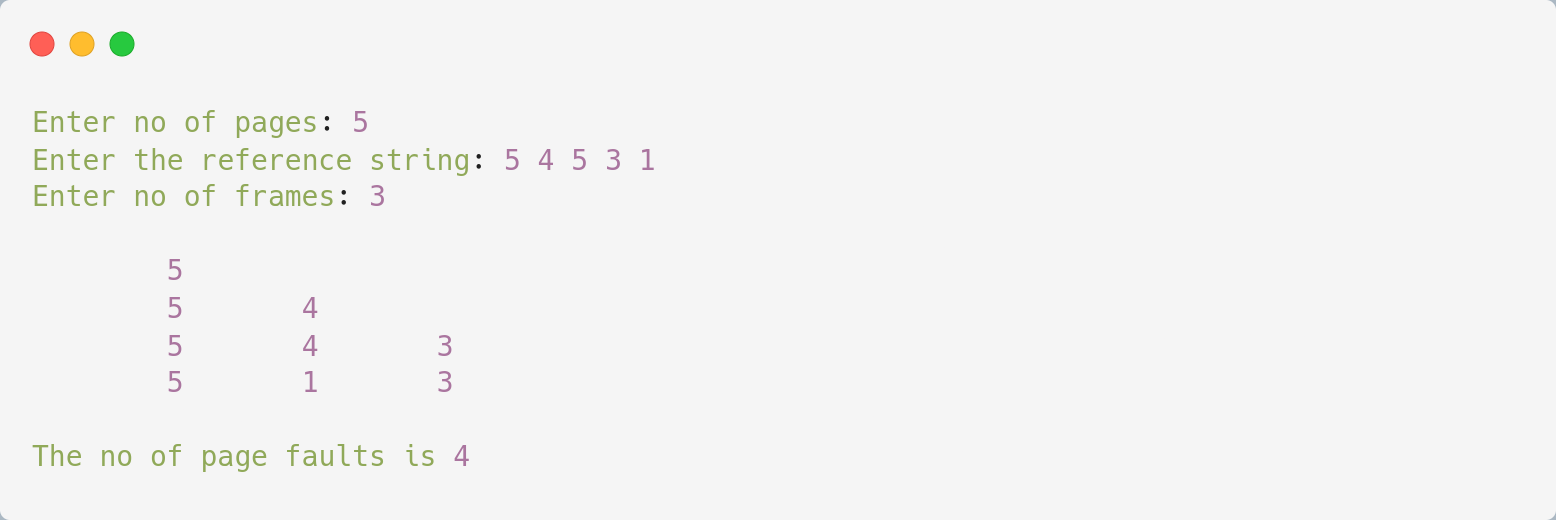 Enter no of pages: 5
Enter the reference string: 5 4 5 3 1
Enter no of frames: 3
5
5 4
5 4 3
5 1 3
The no of page faults is 4